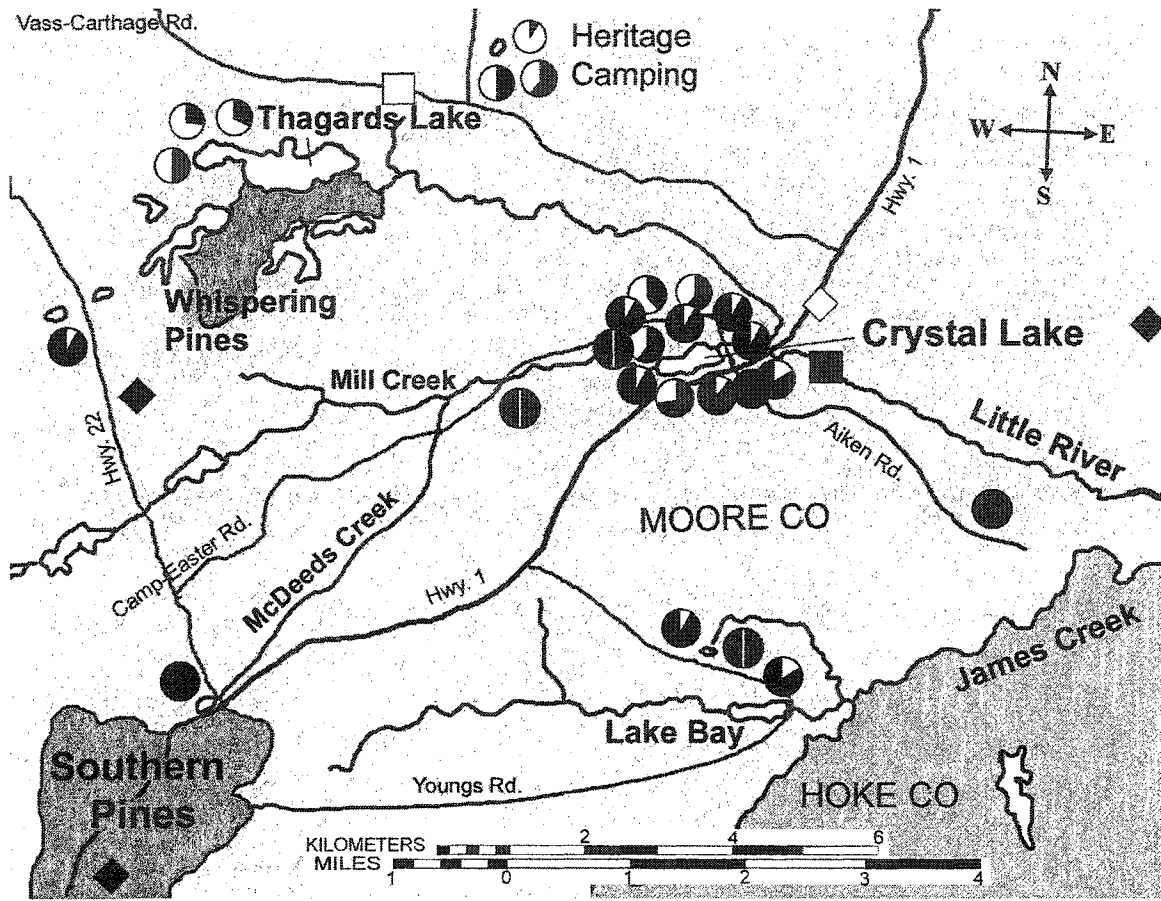 Vass-Carthage Rd.
Heritage
Camping
N
W E
S
Thagards Lake
Hwy. 1
Whispering
Pines
Crystal Lake
Mill Creek
Hwy. 22
Little River
Aiken Rd.
MOORE CO
Camp-Easter Rd.
McDeeds Creek
Hwy. 1
James Creek
Lake Bay
Southern
Pines
Youngs Rd.
HOKE CO
KILOMETERS 2 4 6
MILES
1 0 1 2 3 4